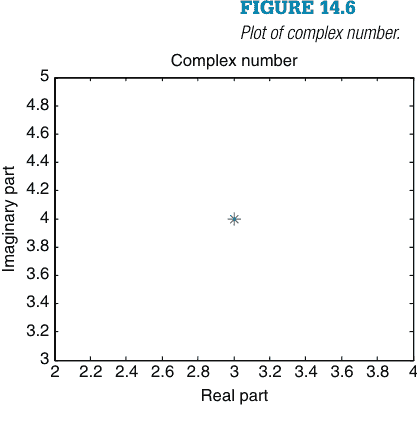 FIGURE 14.6
Plot of complex number.
Complex number
5
4.8
4.6
4.4
4.2
4
3.8
3.6
3.4
3.2
3
Imaginary part
2 2.2 2.4 2.6 2.8 3 3.2 3.4 3.6 3.8 4
Real part